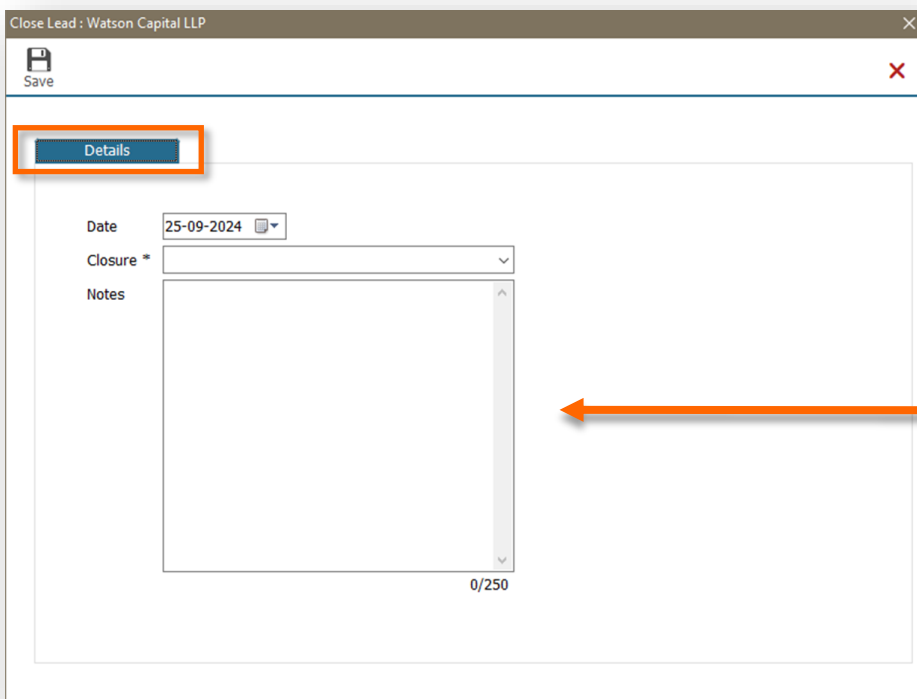 Close Lead : Watson Capital LLP
Save
Details
Date 25-09-2024
Closure *
Notes
0/250